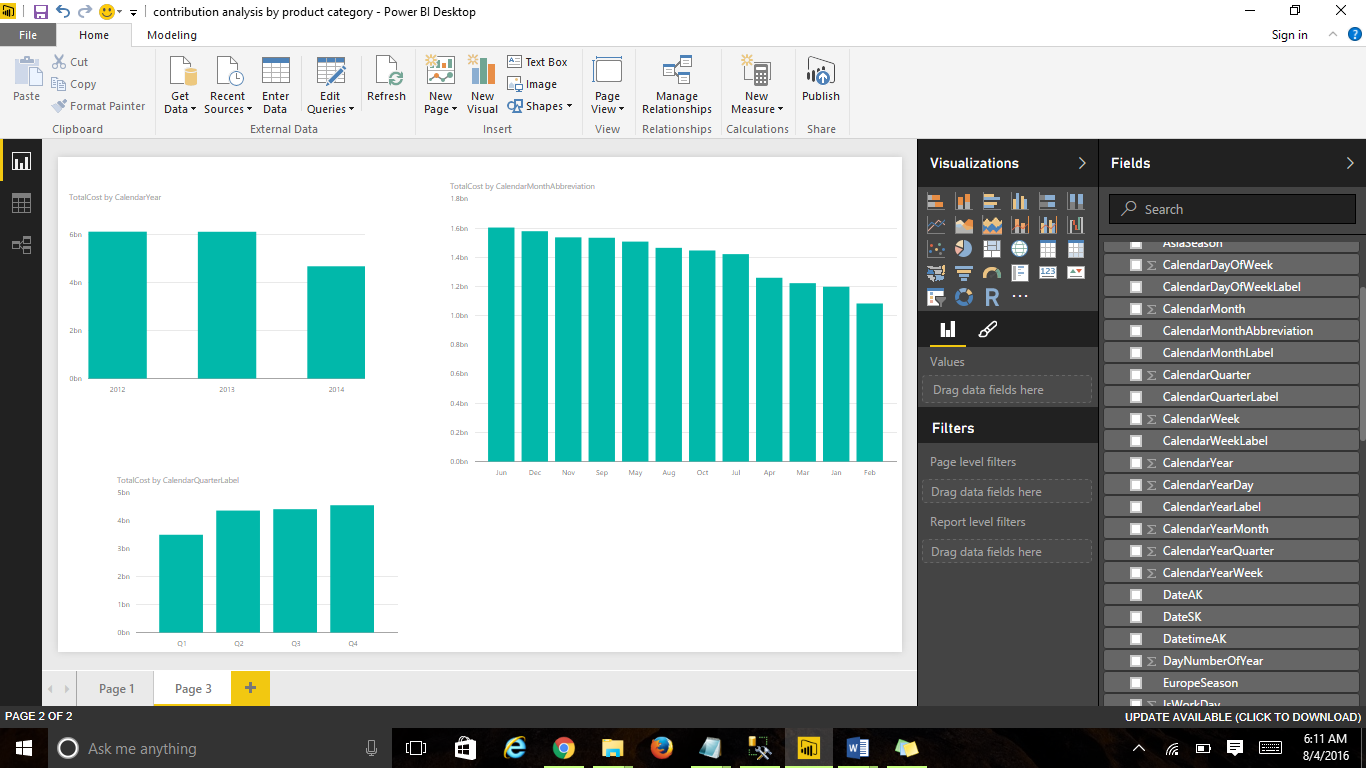 contribution analysis by product category - Power BI Desktop
File
Home
Modeling
Sign in
Paste
Cut
Copy
Format Painter
Clipboard
Get Data
Recent Sources
Enter Data
Edit Queries
Refresh
External Data
New Page
New Visual
Text Box
Image
Shapes
Insert
Page View
View
Manage Relationships
Relationships
New Measure
Calculations
Publish
Share
TotalCost by CalendarYear
6bn
4bn
2bn
0bn
2012 2013 2014
TotalCost by CalendarQuarterLabel
5bn
4bn
3bn
2bn
1bn
0bn
Q1 Q2 Q3 Q4
TotalCost by CalendarMonthAbbreviation
1.8bn
1.6bn
1.4bn
1.2bn
1.0bn
0.8bn
0.6bn
0.4bn
0.2bn
0.0bn
Jun Dec Nov Sep May Aug Oct Jul Apr Mar Jan Feb
Visualizations
123
R
Values
Drag data fields here
Filters
Page level filters
Drag data fields here
Report level filters
Drag data fields here
Fields
Search
AsiaSeason
CalendarDayOfWeek
CalendarDayOfWeekLabel
CalendarMonth
CalendarMonthAbbreviation
CalendarMonthLabel
CalendarQuarter
CalendarQuarterLabel
CalendarWeek
CalendarWeekLabel
CalendarYear
CalendarYearDay
CalendarYearLabel
CalendarYearMonth
CalendarYearQuarter
CalendarYearWeek
DateAK
DateSK
DatetimeAK
DayNumberOfYear
EuropeSeason
IsWorkDay
Page 1
Page 3
PAGE 2 OF 2
UPDATE AVAILABLE (CLICK TO DOWNLOAD)
Ask me anything
6:11 AM
8/4/2016